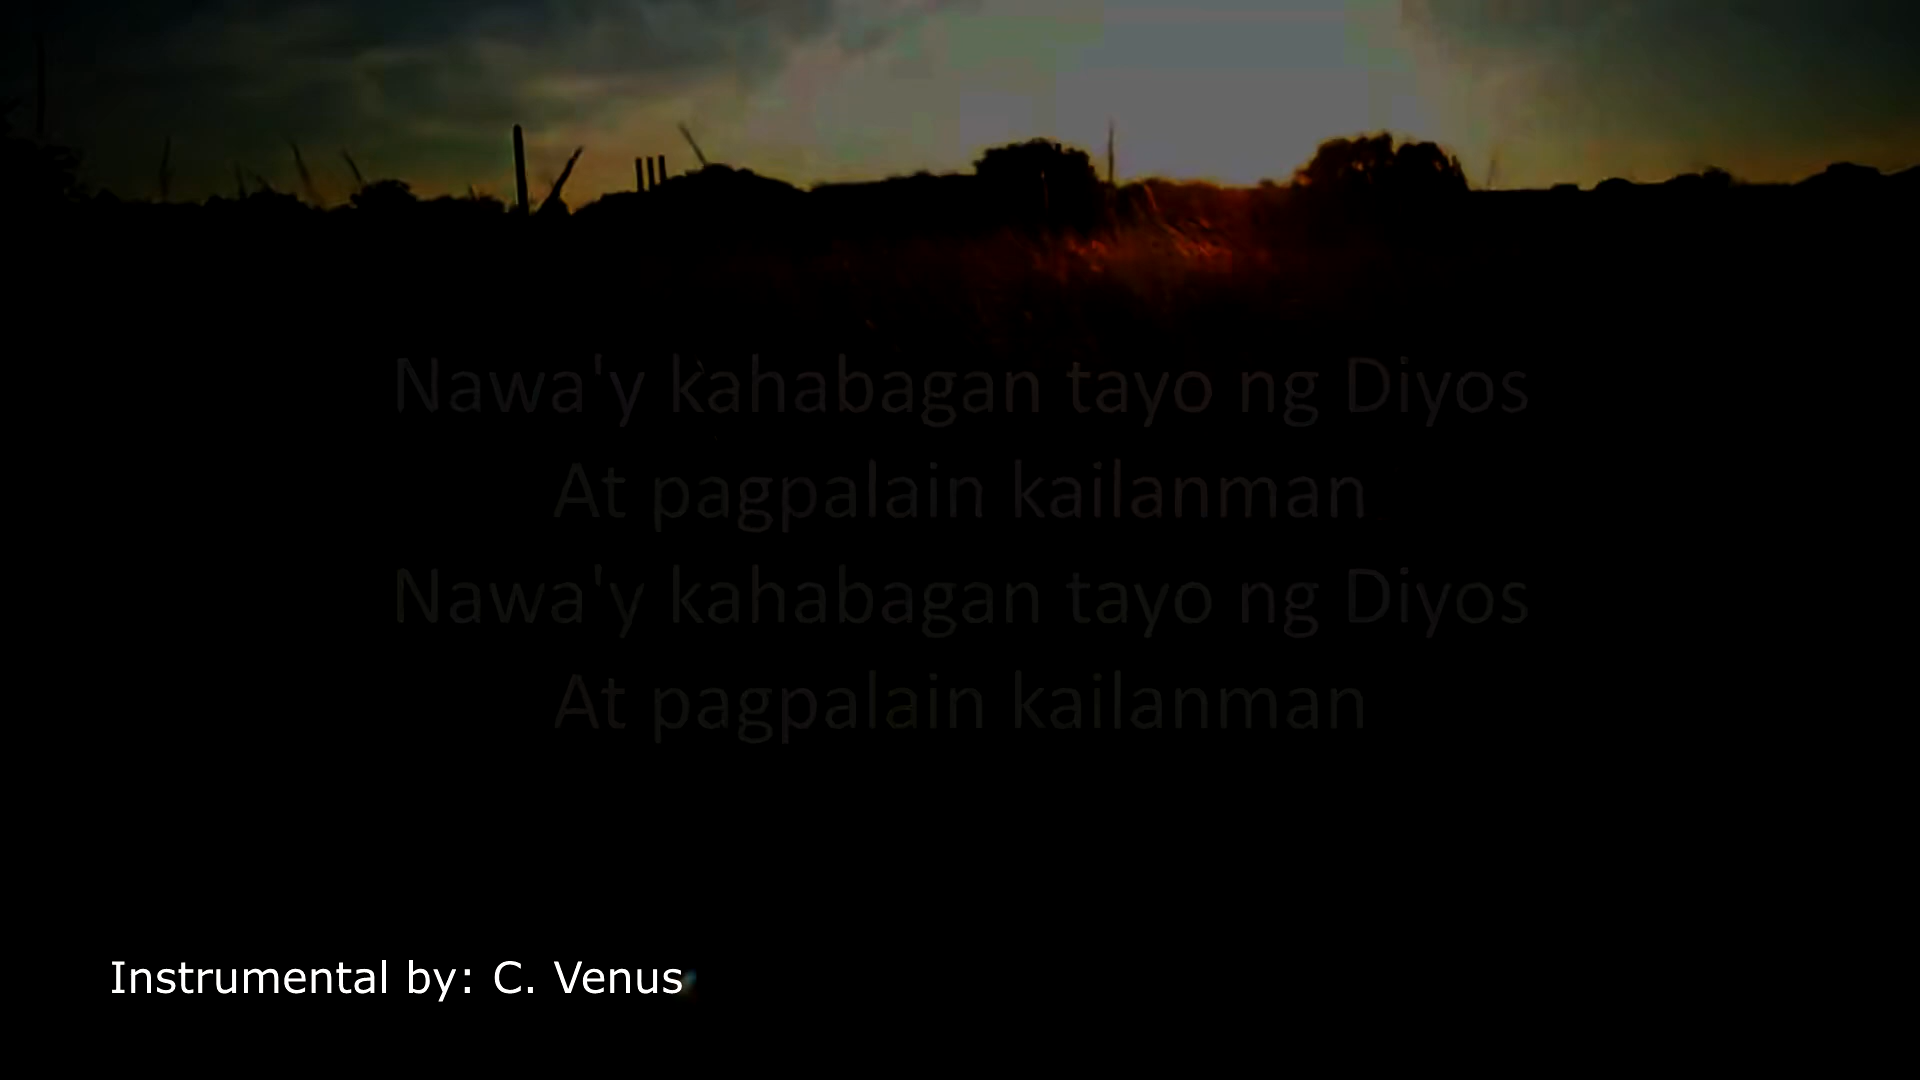 Nawa'y kahabagan tayo ng Diyos
At pagpalain kailanman
Nawa'y kahabagan tayo ng Diyos
At pagpalain kailanman
Instrumental by: C. Venus